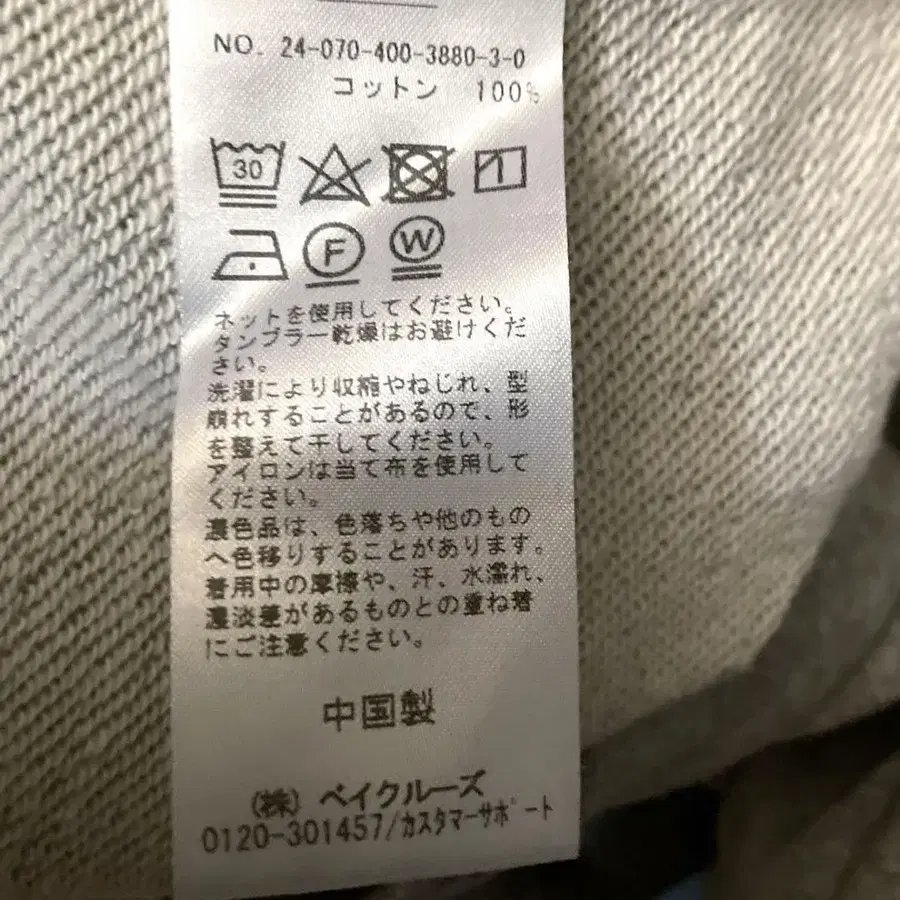 NO. 24-070-400-3880-3-0
コットン 100%
30
F W
ネットを使用してください。
タンブラー乾燥はお避けくだ
さい。
洗濯により収縮やねじれ、型
崩れすることがあるので、形
を整えて干してください。
アイロンは当て布を使用して
ください。
濃色品は、色落ちや他のもの
へ色移りすることがあります。
着用中の摩擦や、汗、水濡れ、
濃淡差があるものとの重ね着
にご注意ください。
中国製
(株) ベイクルーズ
0120-301457/カスタマーサポート